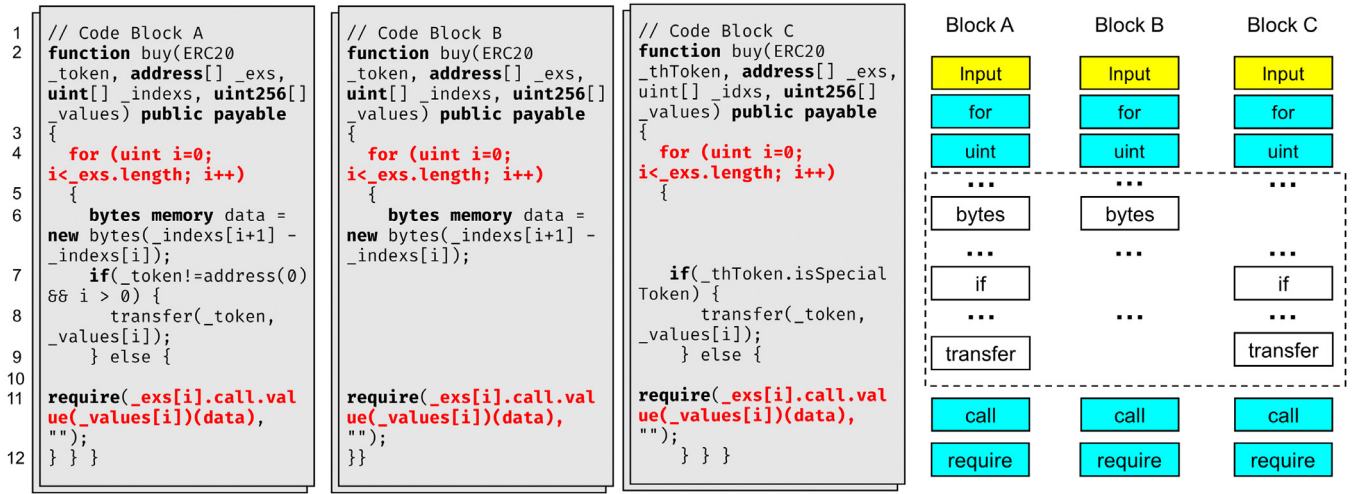 1
2
3
4
5
6
7
8
9
10
11
12
// Code Block A
function buy(ERC20
_token, address[] _exs,
uint[] _indexs, uint256[]
_values) public payable
{
for (uint i=0;
i<_exs.length; i++)
{
bytes memory data =
new bytes(_indexs[i+1] -
_indexs[i]);
if(_token!=address(0)
&& i > 0) {
transfer(_token,
_values[i]);
} else {
require(_exs[i].call.val
ue(_values[i])(data),
"");
} } }
// Code Block B
function buy(ERC20
_token, address[] _exs,
uint[] _indexs, uint256[]
_values) public payable
{
for (uint i=0;
i<_exs.length; i++)
{
bytes memory data =
new bytes(_indexs[i+1] -
_indexs[i]);
require(_exs[i].call.val
ue(_values[i])(data),
"");
}}
// Code Block C
function buy(ERC20
_thToken, address[] _exs,
uint[] _idxs, uint256[]
_values) public payable
{
for (uint i=0;
i<_exs.length; i++)
{
if(_thToken.isSpecial
Token) {
transfer(_token,
_values[i]);
} else {
require(_exs[i].call.val
ue(_values[i])(data),
"");
} } }
Block A Block B Block C
Input Input Input
for for for
uint uint uint
... ... ...
bytes bytes
... ... ...
if if
... ... ...
transfer transfer
call call call
require require require